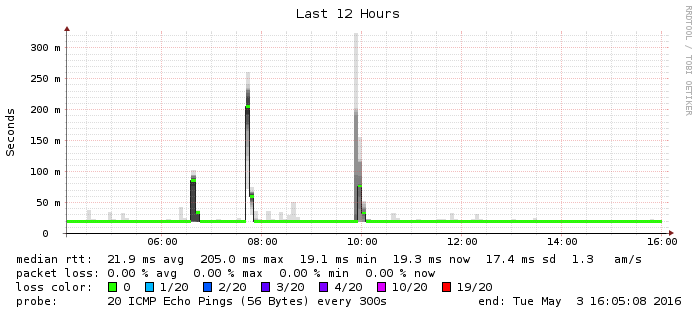 Last 12 Hours
RRDTOOL / TOBI OETIKER
Seconds
300 m
250 m
200 m
150 m
100 m
50 m
0
06:00 08:00 10:00 12:00 14:00 16:00
median rtt: 21.9 ms avg 205.0 ms max 19.1 ms min 19.3 ms now 17.4 ms sd 1.3 am/s
packet loss: 0.00 % avg 0.00 % max 0.00 % min 0.00 % now
loss color: 0 1/20 2/20 3/20 4/20 10/20 19/20
probe: 20 ICMP Echo Pings (56 Bytes) every 300s end: Tue May 3 16:05:08 2016